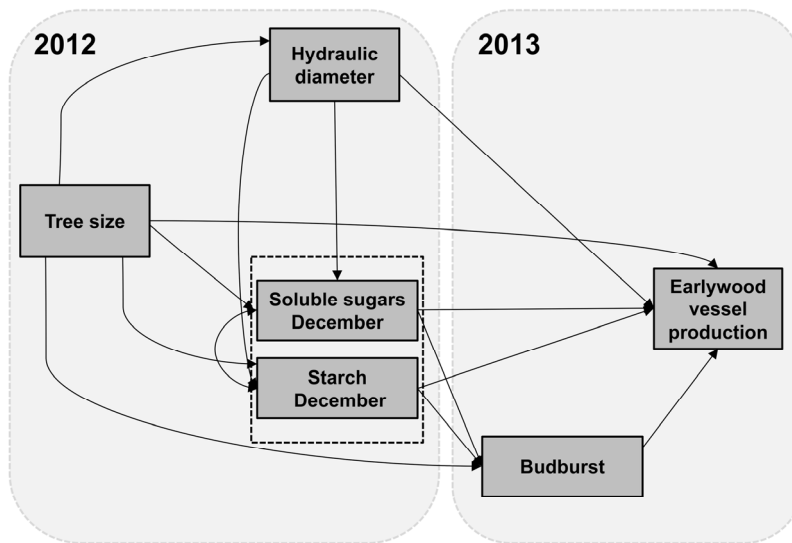 2012
2013
Hydraulic
diameter
Tree size
Soluble sugars
December
Earlywood
vessel
production
Starch
December
Budburst